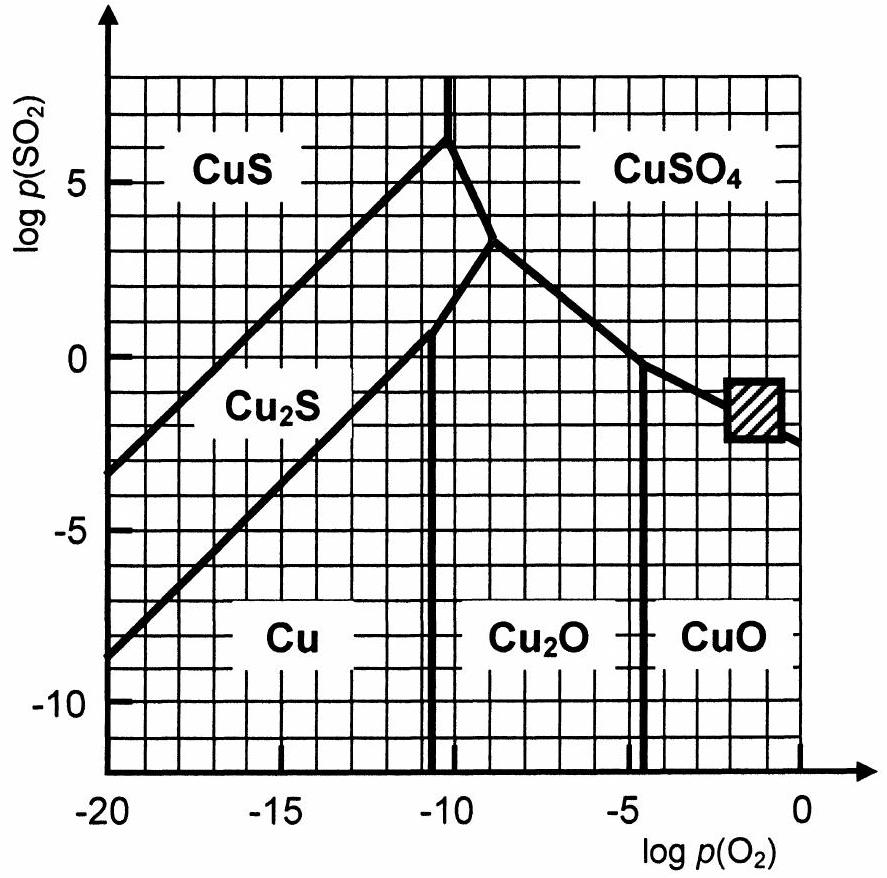 log p(SO₂)
CuS
CuSO₄
5
0
Cu₂S
-5
Cu
Cu₂O
CuO
-10
-20
-15
-10
-5
0
log p(O₂)